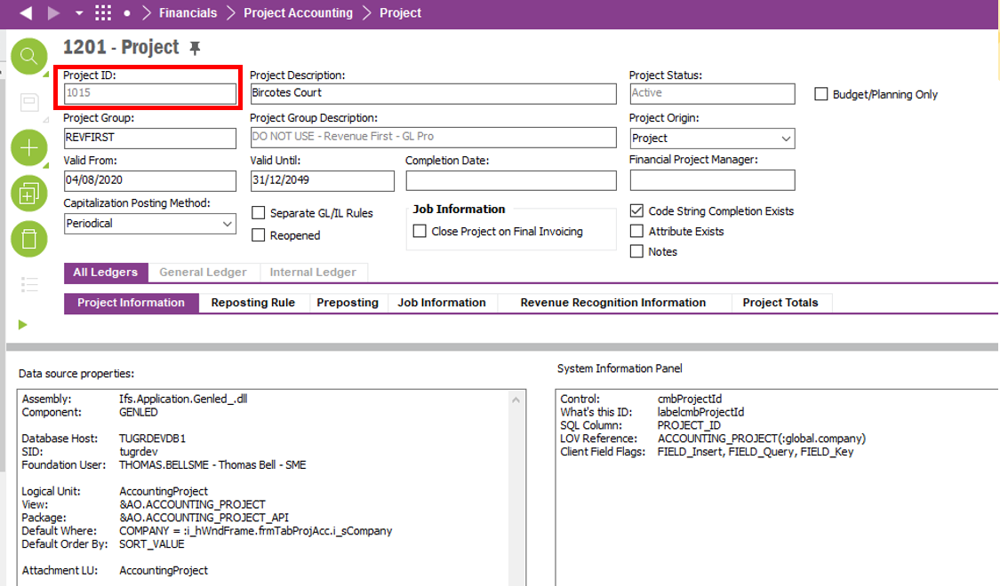 Financials Project Accounting Project
1201 - Project
Project ID: Project Description: Project Status:
1015 Bircotes Court Active Budget/Planning Only
Project Group: Project Group Description: Project Origin:
REVFIRST DO NOT USE - Revenue First - GL Pro Project
Valid From: Valid Until: Completion Date: Financial Project Manager:
04/08/2020 31/12/2049
Capitalization Posting Method: Separate GL/IL Rules Job Information Code String Completion Exists
Periodical Reopened Close Project on Final Invoicing Attribute Exists
Notes
All Ledgers General Ledger Internal Ledger
Project Information Reposting Rule Preposting Job Information Revenue Recognition Information Project Totals
Data source properties:
Assembly: Ifs.Application.Genled_.dll
Component: GENLED
Database Host: TUGRDEVDB1
SID: tugrdev
Foundation User: THOMAS.BELLSME - Thomas Bell - SME
Logical Unit: AccountingProject
View: &AO.ACCOUNTING_PROJECT
Package: &AO.ACCOUNTING_PROJECT_API
Default Where: COMPANY = :i_hWndFrame.frmTabProjAcc.i_sCompany
Default Order By: SORT_VALUE
Attachment LU: AccountingProject
System Information Panel
Control: cmbProjectId
What's this ID: labelcmbProjectId
SQL Column: PROJECT_ID
LOV Reference: ACCOUNTING_PROJECT(:global.company)
Client Field Flags: FIELD_Insert, FIELD_Query, FIELD_Key